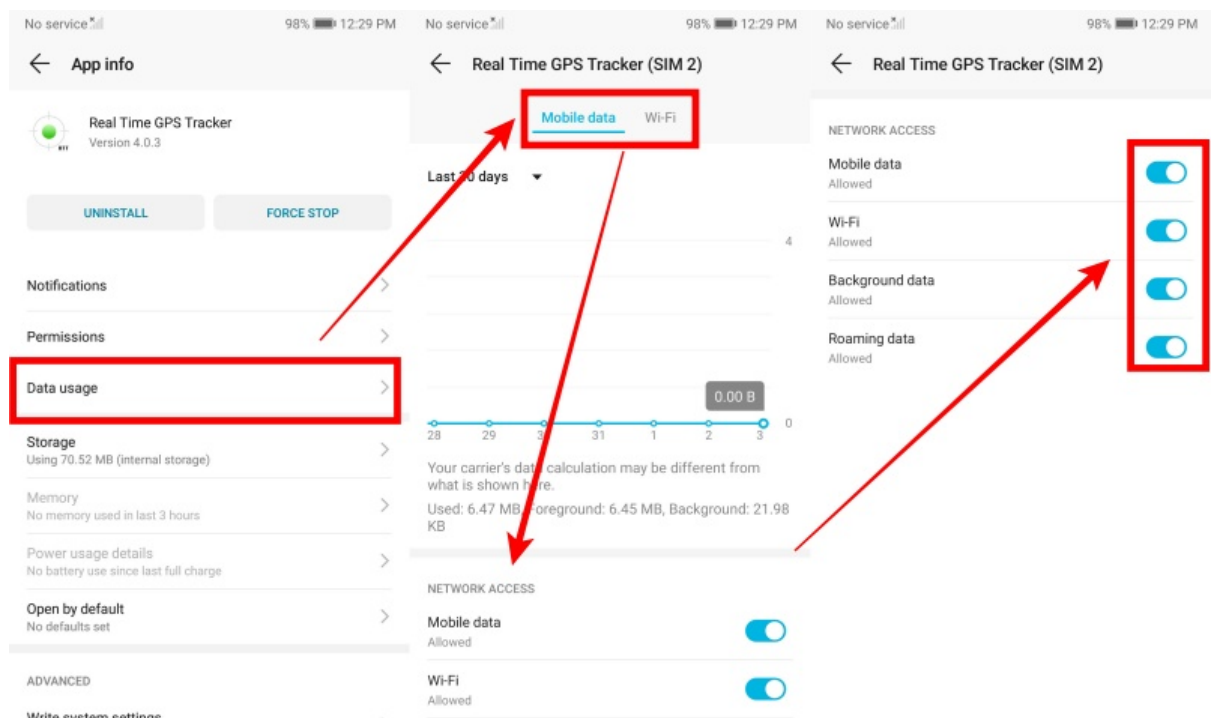 No service 98% 12:29 PM
App info
Real Time GPS Tracker
Version 4.0.3
UNINSTALL FORCE STOP
Notifications
Permissions
Data usage
Storage
Using 70.52 MB (internal storage)
Memory
No memory used in last 3 hours
Power usage details
No battery use since last full charge
Open by default
No defaults set
ADVANCED
Write system settings
No service 98% 12:29 PM
Real Time GPS Tracker (SIM 2)
Mobile data Wi-Fi
Last 30 days
4
0.00 B
0
28 29 30 31 1 2 3
Your carrier's data calculation may be different from
what is shown here.
Used: 6.47 MB, Foreground: 6.45 MB, Background: 21.98
KB
NETWORK ACCESS
Mobile data
Allowed
Wi-Fi
Allowed
No service 98% 12:29 PM
Real Time GPS Tracker (SIM 2)
NETWORK ACCESS
Mobile data
Allowed
Wi-Fi
Allowed
Background data
Allowed
Roaming data
Allowed